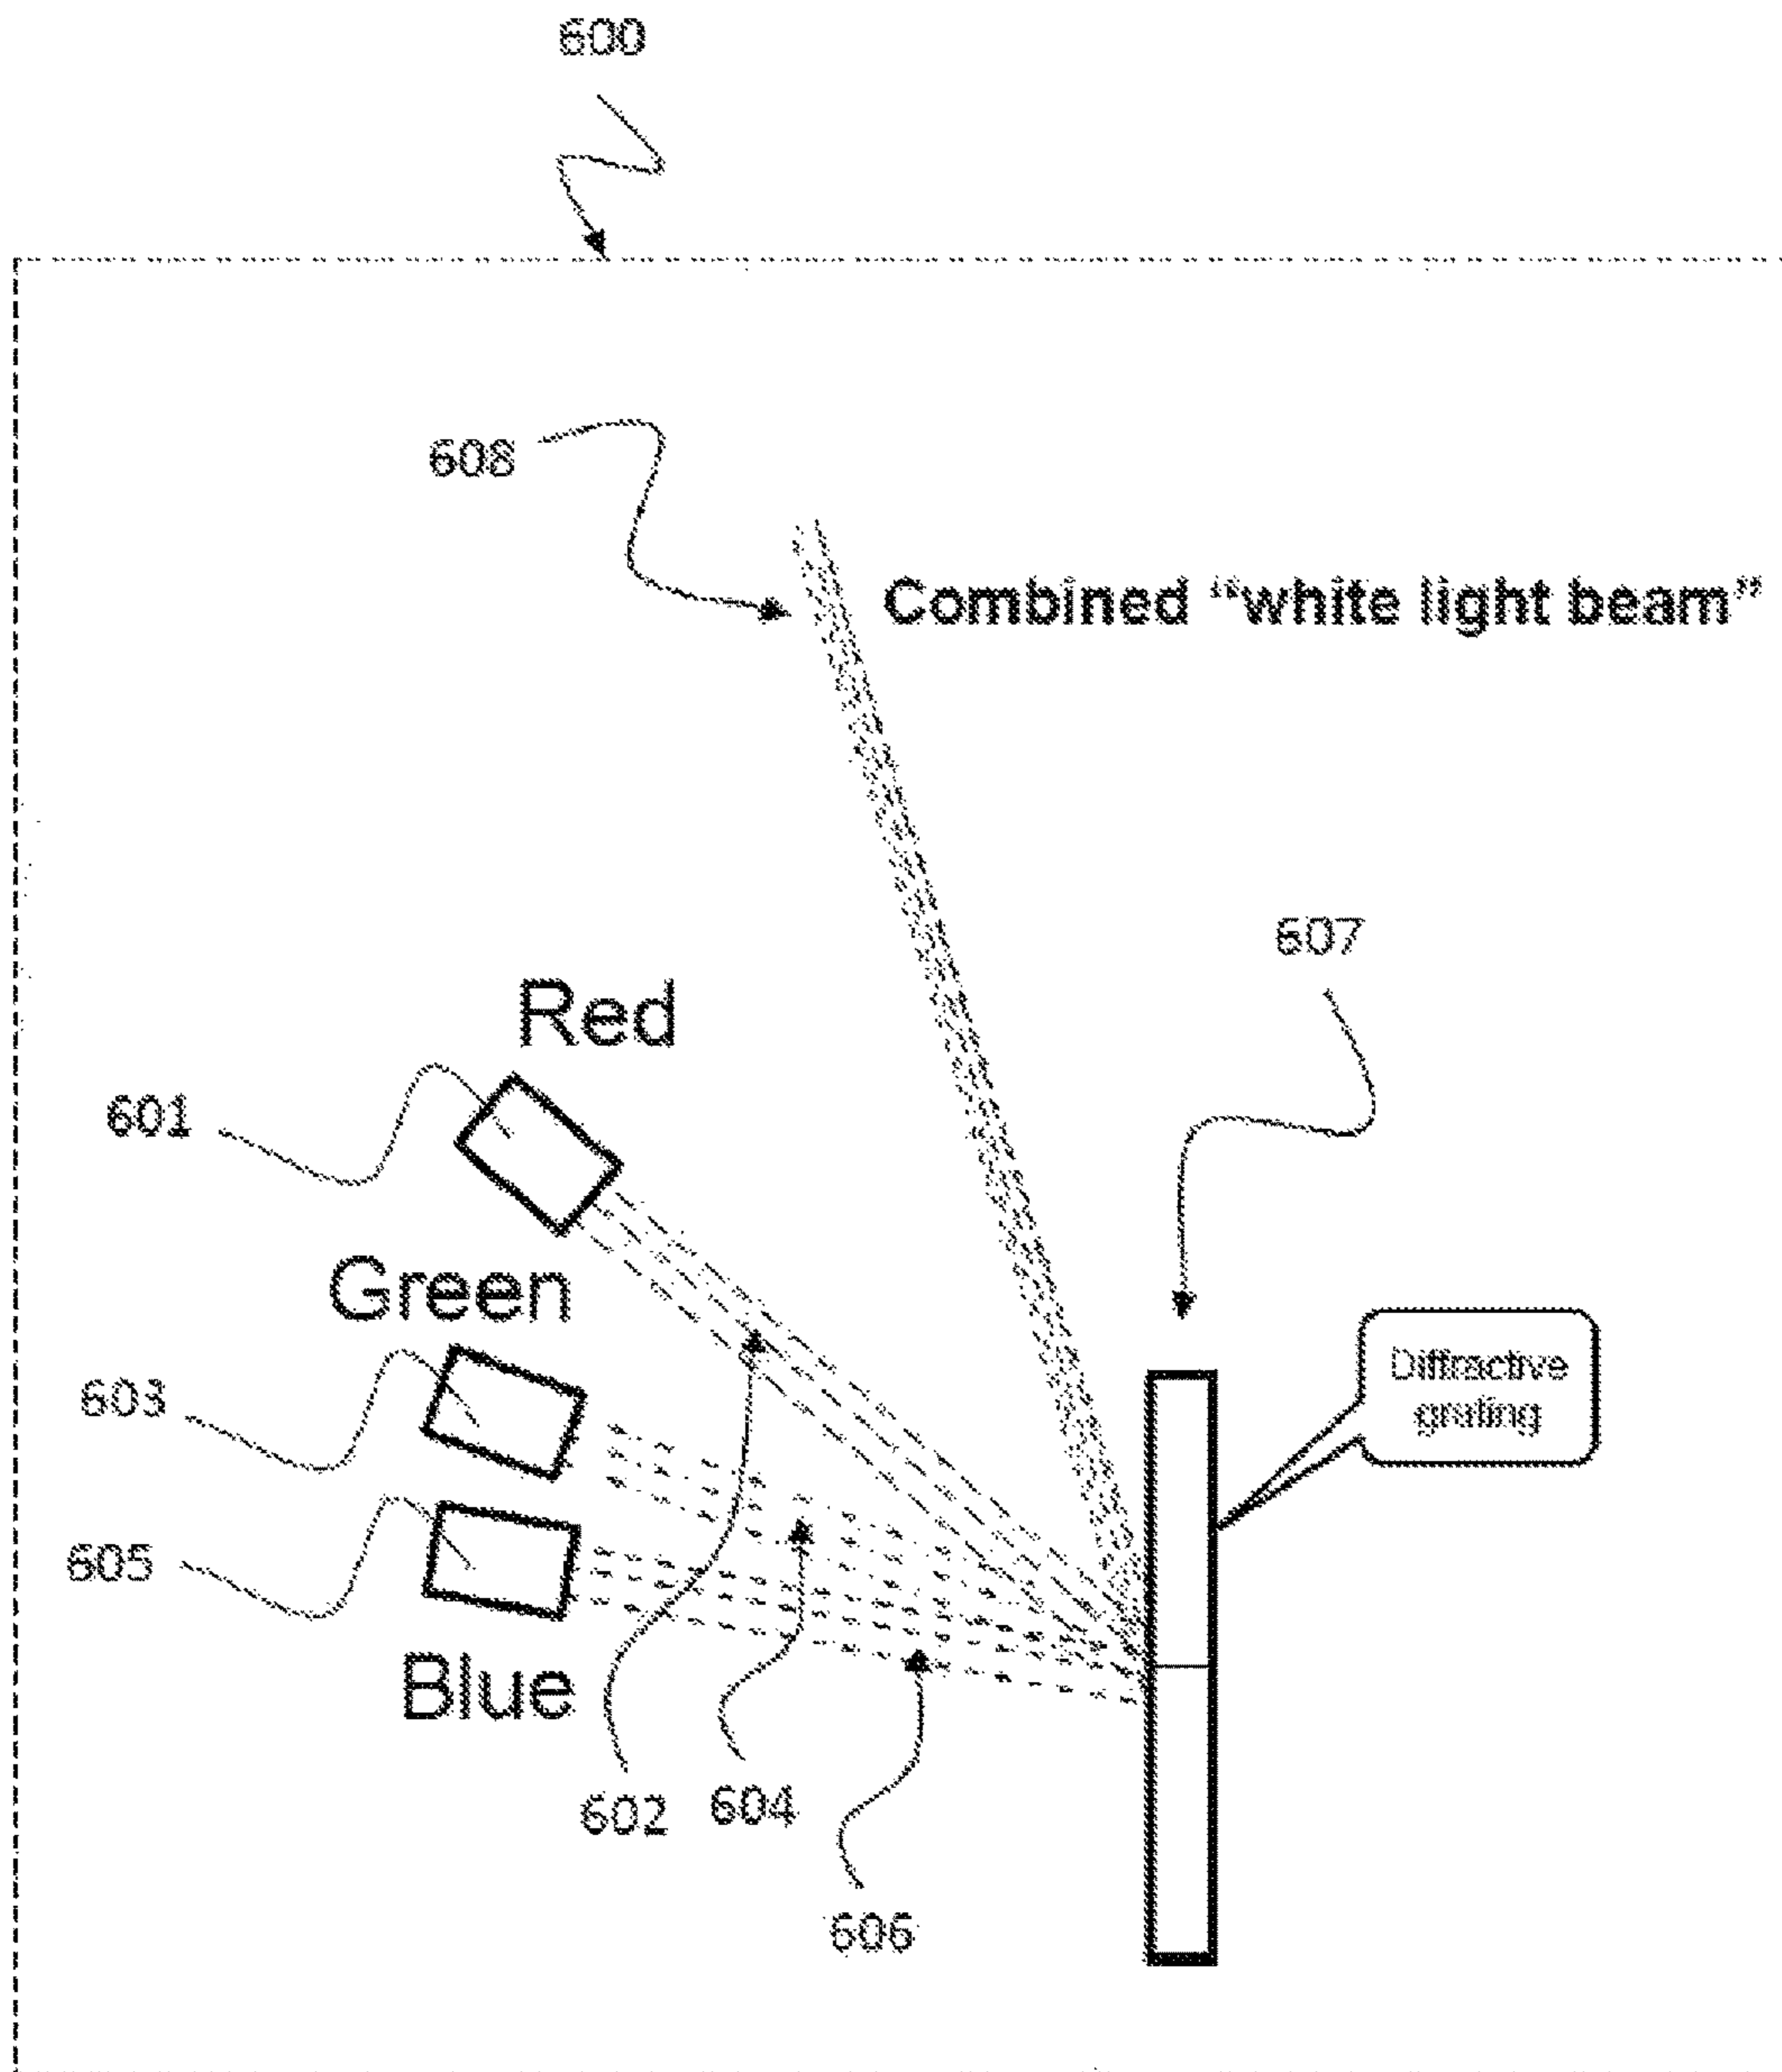 600
608
Combined “white light beam”
607
Red
601
Green
Diffractive
grating
603
605
Blue
602
604
606